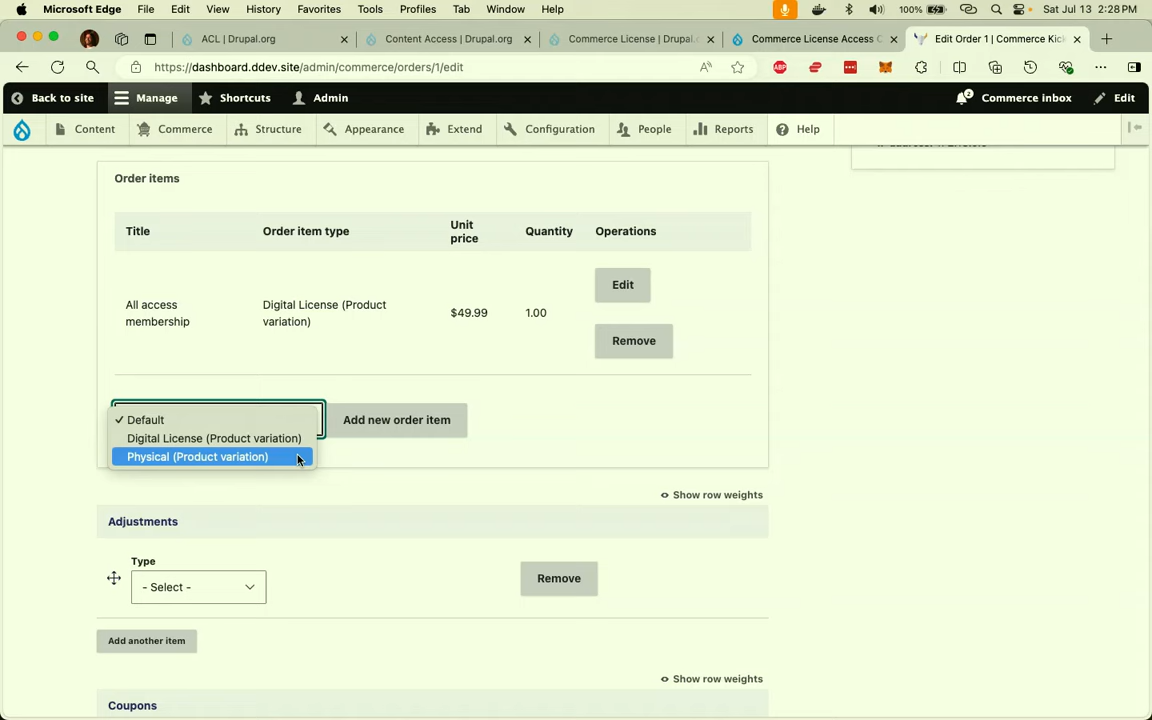 Microsoft Edge File Edit View History Favorites Tools Profiles Tab Window Help 100% Sat Jul 13 2:28 PM
ACL | Drupal.org Content Access | Drupal.org Commerce License | Drupal. Commerce License Access C Edit Order 1 | Commerce Kick
https://dashboard.ddev.site/admin/commerce/orders/1/edit
Back to site Manage Shortcuts Admin 2 Commerce inbox Edit
Content Commerce Structure Appearance Extend Configuration People Reports Help
Order items
Title Order item type Unit price Quantity Operations
Edit
All access membership Digital License (Product variation) $49.99 1.00
Remove
Default
Digital License (Product variation)
Physical (Product variation)
Add new order item
Show row weights
Adjustments
Type
- Select -
Remove
Add another item
Show row weights
Coupons